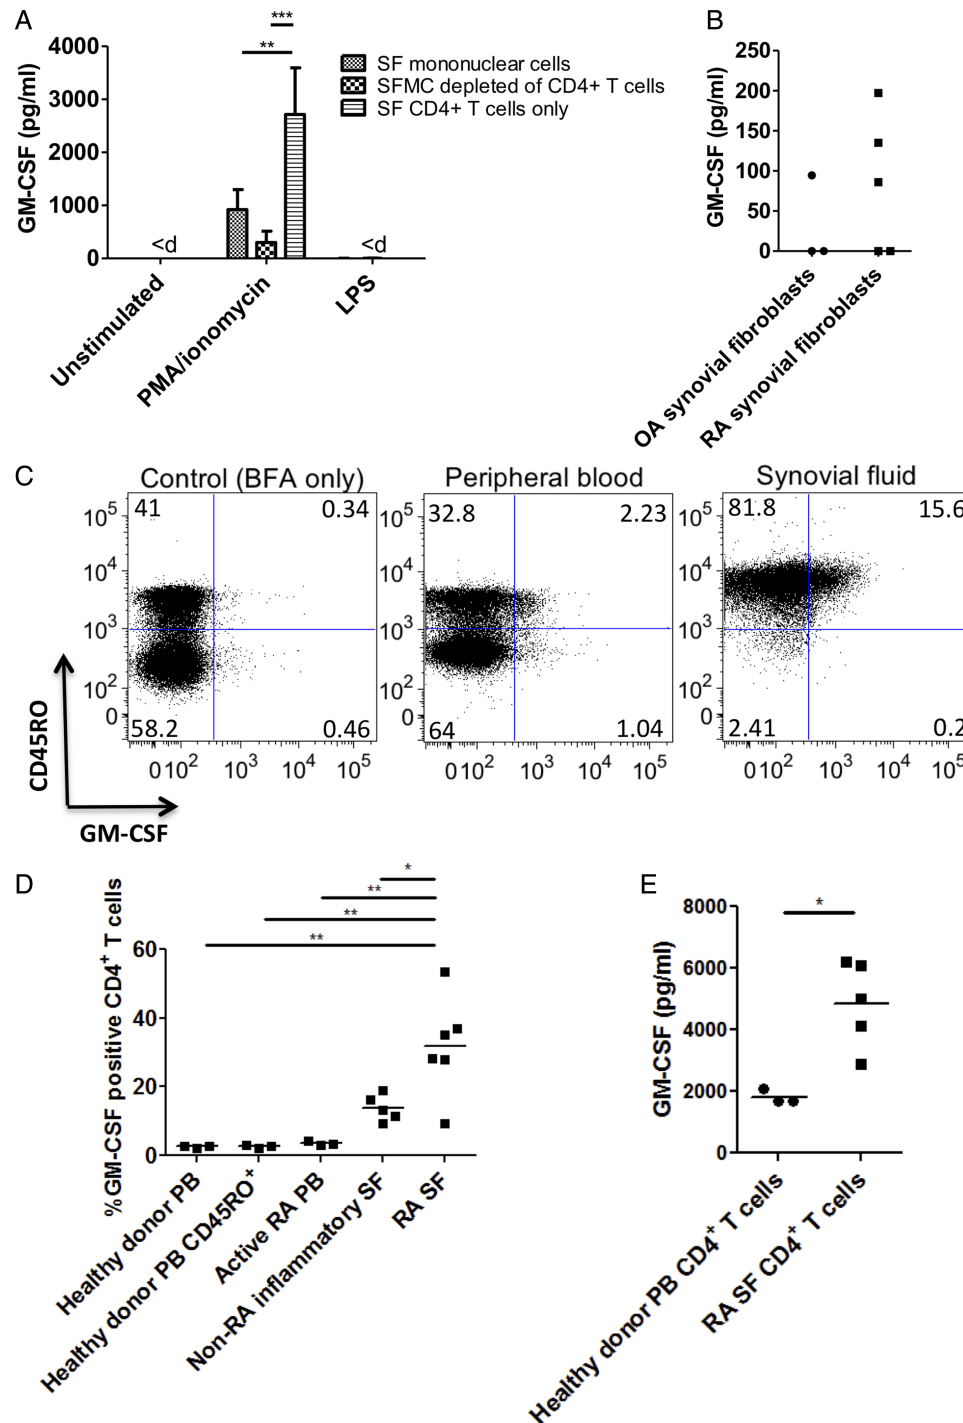 A
***
**
4000
3000
2000
1000
0
GM-CSF (pg/ml)
SF mononuclear cells
SFMC depleted of CD4+ T cells
SF CD4+ T cells only
<d
<d
Unstimulated
PMA/ionomycin
LPS
B
250
200
150
100
50
0
GM-CSF (pg/ml)
OA synovial fibroblasts
RA synovial fibroblasts
C
Control (BFA only)
Peripheral blood
Synovial fluid
41 0.34
58.2 0.46
32.8 2.23
64 1.04
81.8 15.6
2.41 0.2
10⁵
10⁴
10³
10²
0
10⁵
10⁴
10³
10²
0
10⁵
10⁴
10³
10²
0
0 10² 10³ 10⁴ 10⁵
0 10² 10³ 10⁴ 10⁵
0 10² 10³ 10⁴ 10⁵
CD45RO
GM-CSF
D
*
**
**
**
60
40
20
0
%GM-CSF positive CD4⁺ T cells
Healthy donor PB
Healthy donor PB CD45RO⁺
Active RA PB
Non-RA inflammatory SF
RA SF
E
*
8000
6000
4000
2000
0
GM-CSF (pg/ml)
Healthy donor PB CD4⁺ T cells
RA SF CD4⁺ T cells